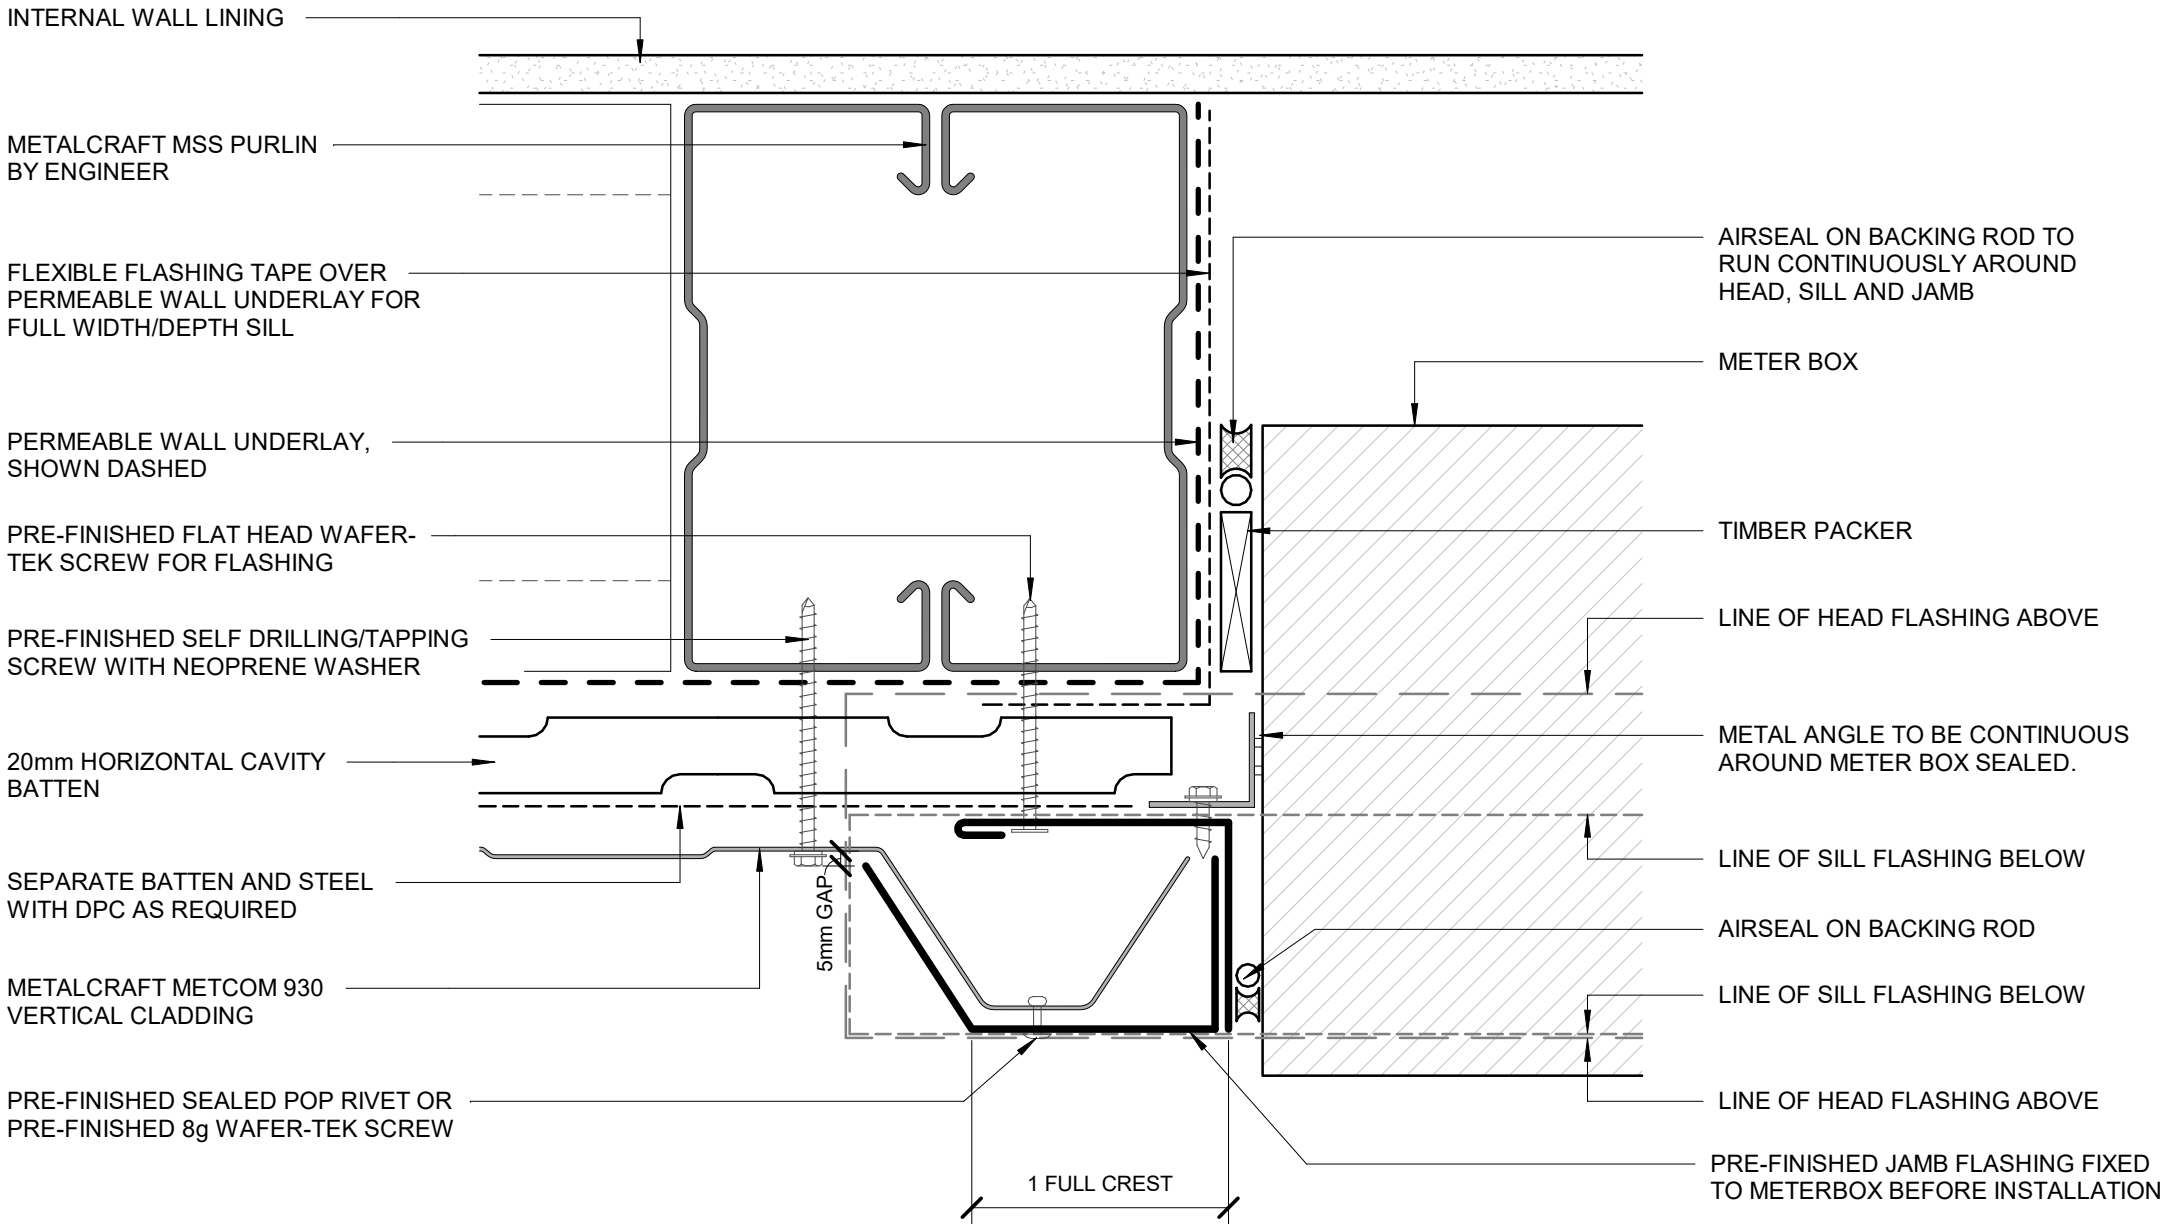 INTERNAL WALL LINING
METALCRAFT MSS PURLIN
BY ENGINEER
FLEXIBLE FLASHING TAPE OVER
PERMEABLE WALL UNDERLAY FOR
FULL WIDTH/DEPTH SILL
PERMEABLE WALL UNDERLAY,
SHOWN DASHED
PRE-FINISHED FLAT HEAD WAFER-
TEK SCREW FOR FLASHING
PRE-FINISHED SELF DRILLING/TAPPING
SCREW WITH NEOPRENE WASHER
20mm HORIZONTAL CAVITY
BATTEN
SEPARATE BATTEN AND STEEL
WITH DPC AS REQUIRED
METALCRAFT METCOM 930
VERTICAL CLADDING
PRE-FINISHED SEALED POP RIVET OR
PRE-FINISHED 8g WAFER-TEK SCREW
5mm GAP
1 FULL CREST
AIRSEAL ON BACKING ROD TO
RUN CONTINUOUSLY AROUND
HEAD, SILL AND JAMB
METER BOX
TIMBER PACKER
LINE OF HEAD FLASHING ABOVE
METAL ANGLE TO BE CONTINUOUS
AROUND METER BOX SEALED.
LINE OF SILL FLASHING BELOW
AIRSEAL ON BACKING ROD
LINE OF SILL FLASHING BELOW
LINE OF HEAD FLASHING ABOVE
PRE-FINISHED JAMB FLASHING FIXED
TO METERBOX BEFORE INSTALLATION